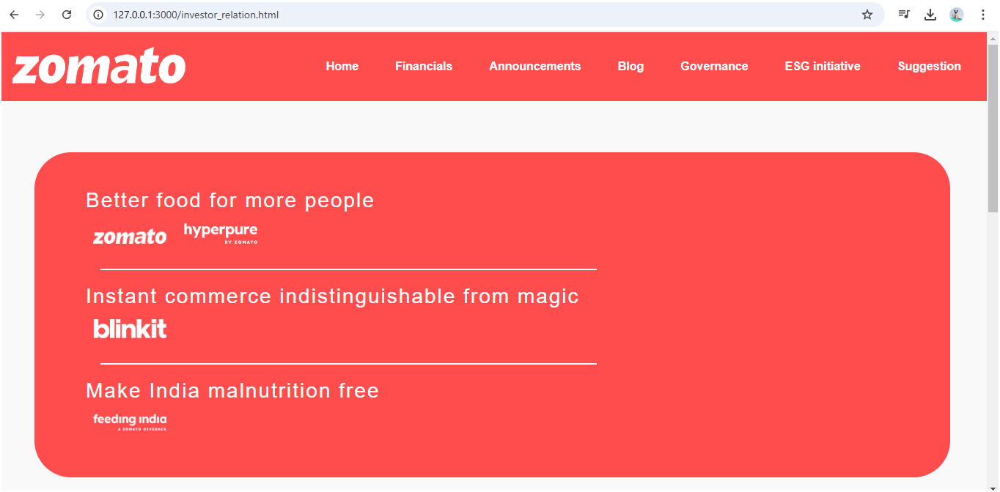 127.0.0.1:3000/investor_relation.html
zomato Home Financials Announcements Blog Governance ESG initiative Suggestion
Better food for more people
zomato hyperpure
BY ZOMATO
Instant commerce indistinguishable from magic
blinkit
Make India malnutrition free
feeding india
A ZOMATO GIVEBACK